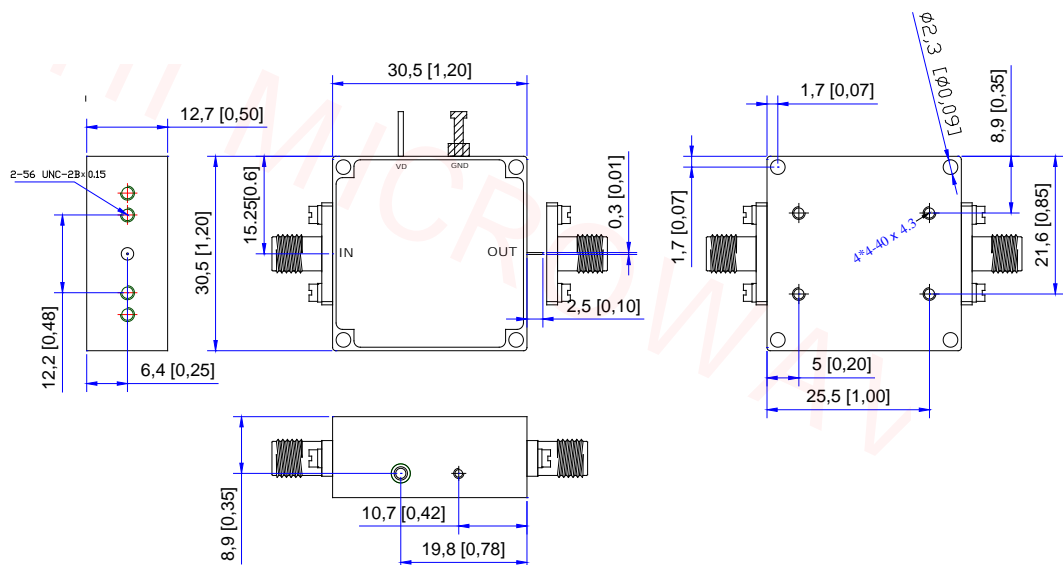 30,5 [1,20]
12,7 [0,50]
2-56 UNC-2B×0.15
12,2 [0,48]
6,4 [0,25]
30,5 [1,20]
15.25[0.6]
VD
GND
IN
OUT
0,3 [0,01]
2,5 [0,10]
1,7 [0,07]
Ø2,3 [Ø0,09]
8,9 [0,35]
1,7 [0,07]
4*4-40 x 4.3
21,6 [0,85]
5 [0,20]
25,5 [1,00]
8,9 [0,35]
10,7 [0,42]
19,8 [0,78]
MICROWAV